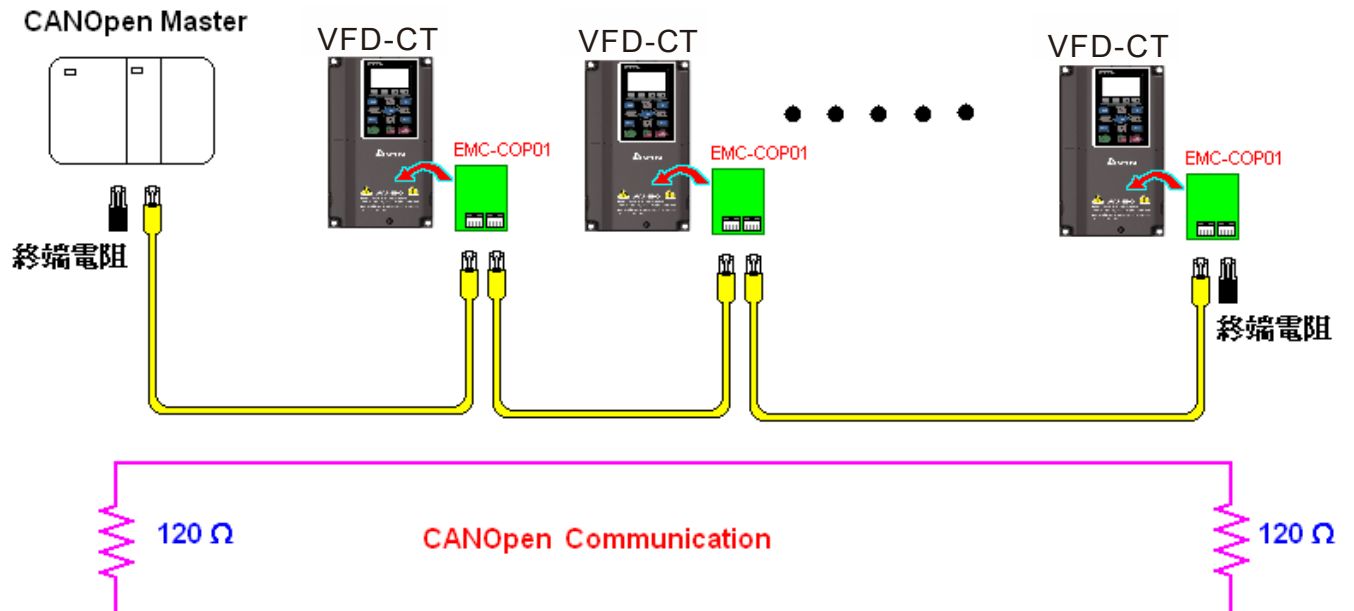 CANOpen Master
VFD-CT
VFD-CT
VFD-CT
EMC-COP01
EMC-COP01
EMC-COP01
終端電阻
終端電阻
120 Ω
CANOpen Communication
120 Ω